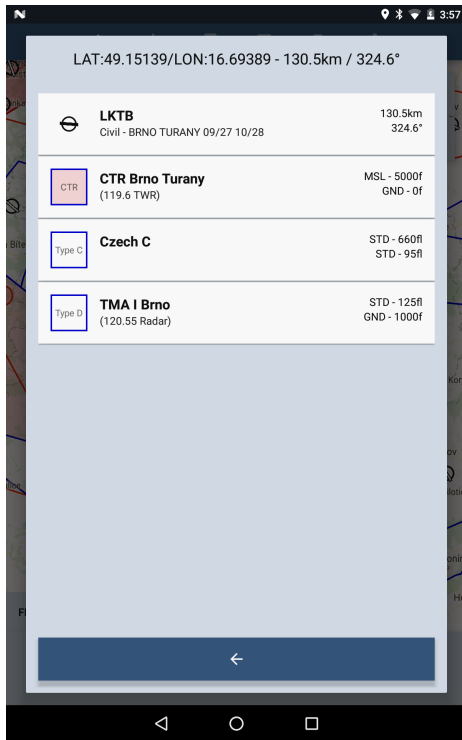 3:57
LAT:49.15139/LON:16.69389 - 130.5km / 324.6°
LKTB
130.5km
Civil - BRNO TURANY 09/27 10/28
324.6°
CTR
CTR Brno Turany
MSL - 5000f
(119.6 TWR)
GND - 0f
Type C
Czech C
STD - 660fl
STD - 95fl
Type D
TMA I Brno
STD - 125fl
(120.55 Radar)
GND - 1000f